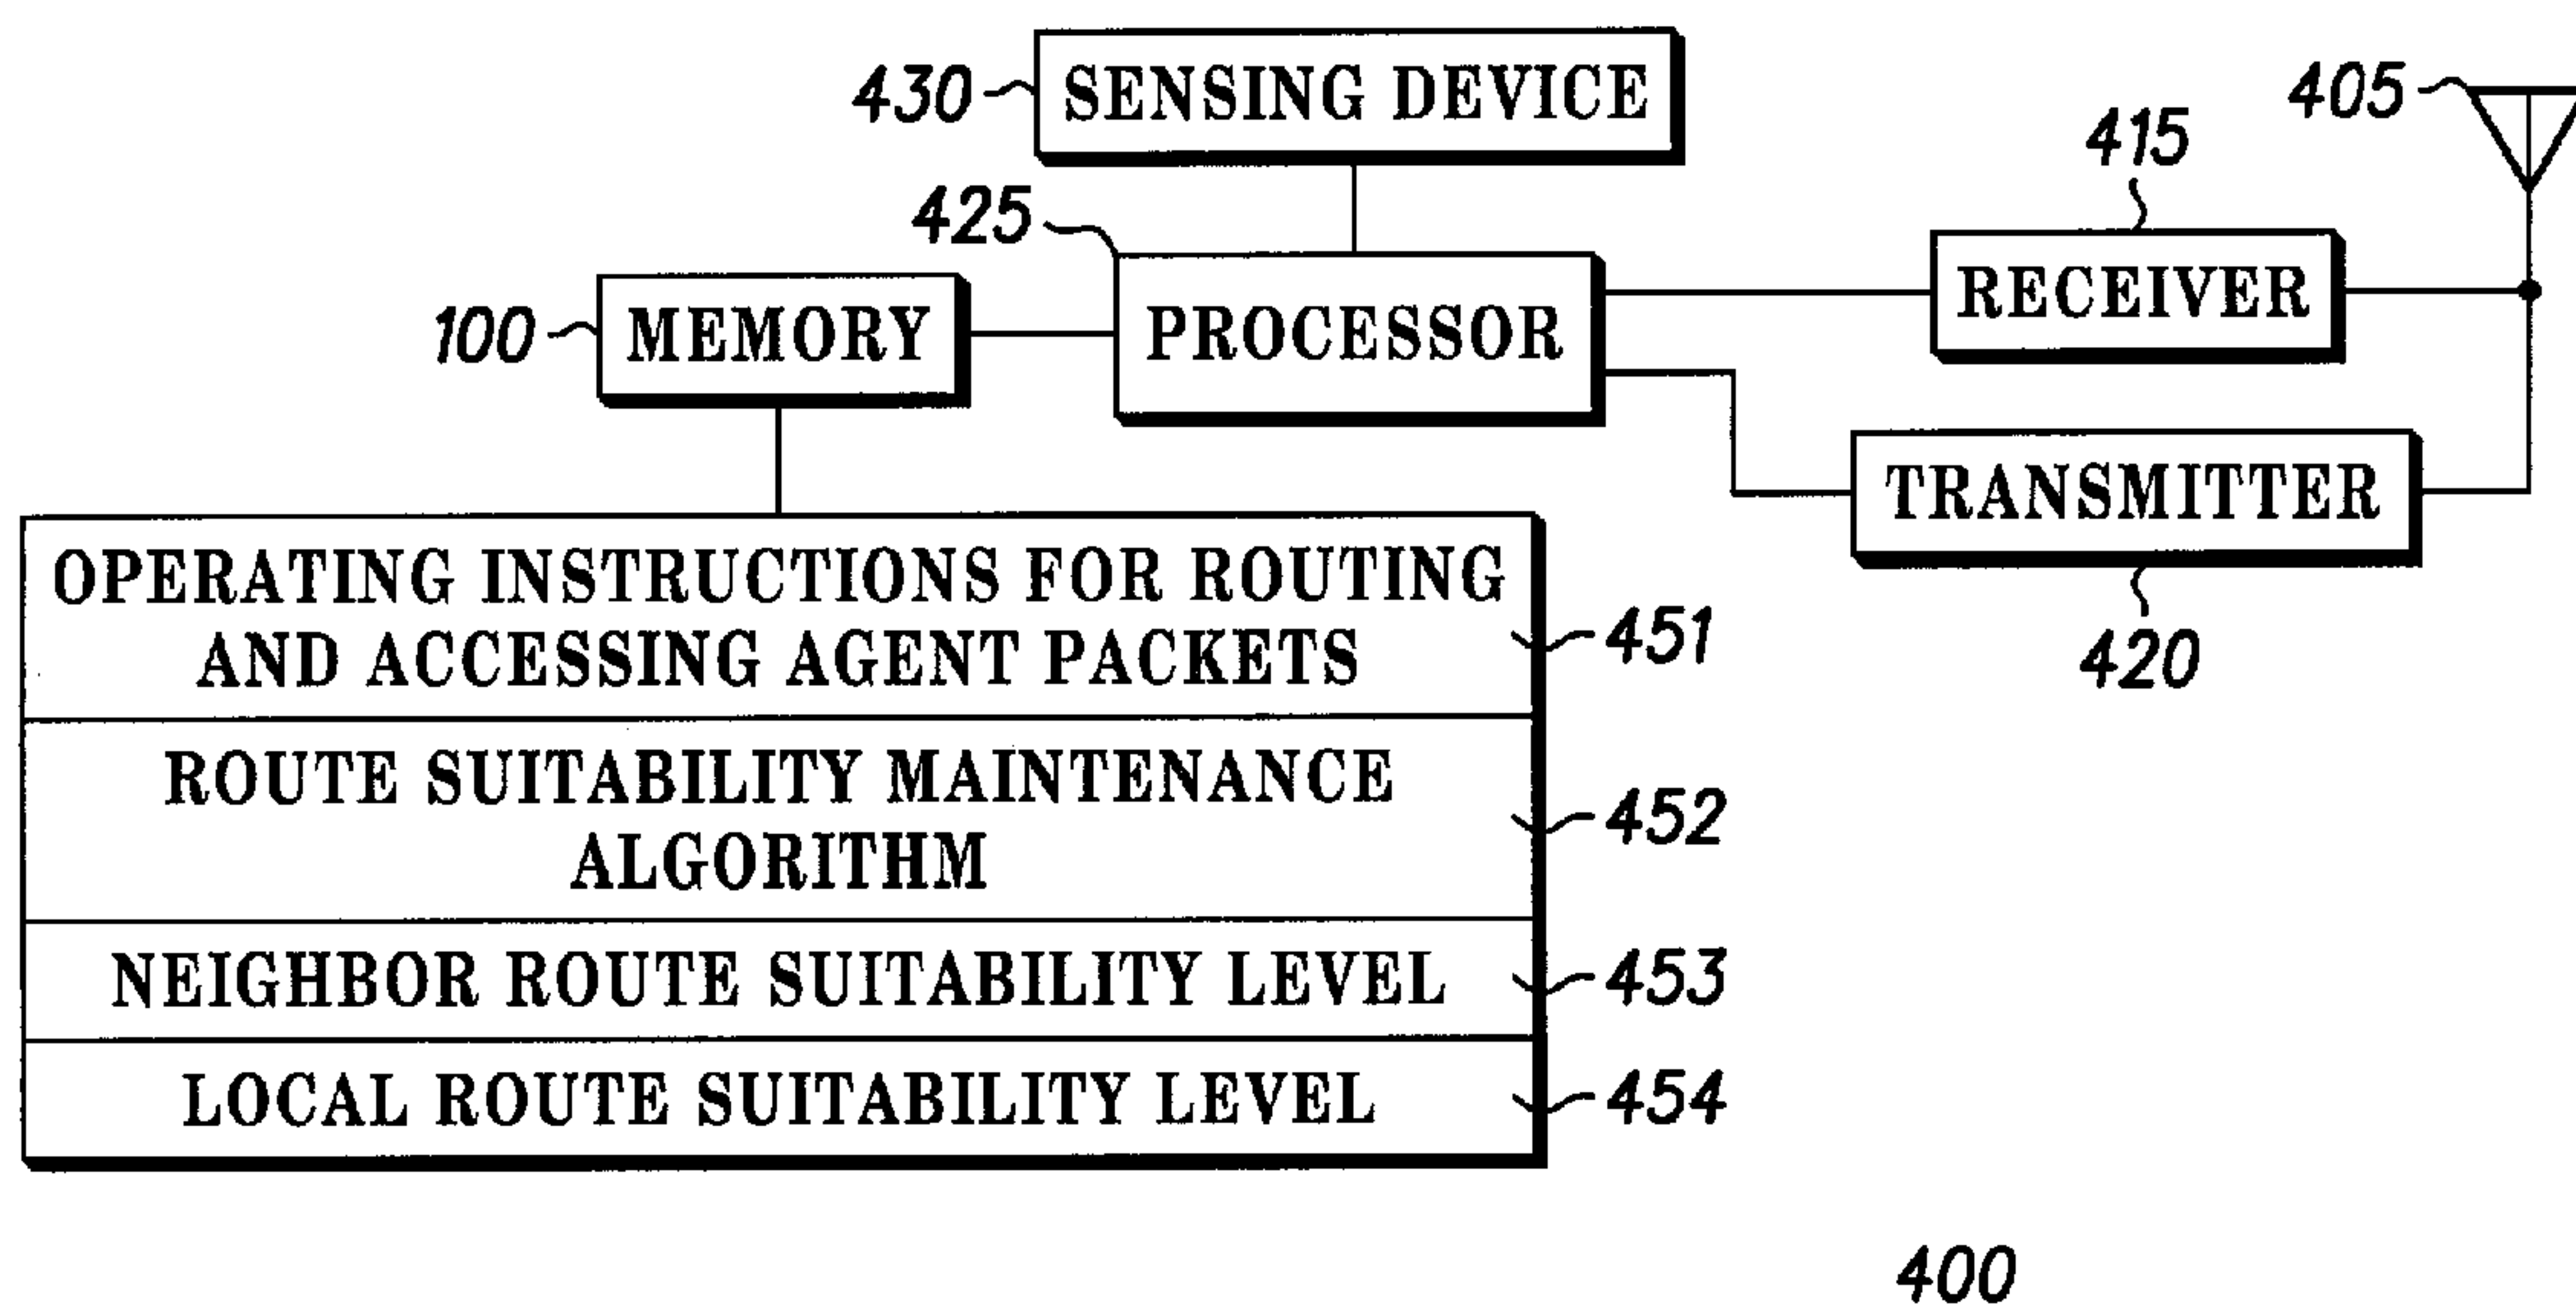 430
SENSING DEVICE
405
415
425
RECEIVER
100
MEMORY
PROCESSOR
TRANSMITTER
420
OPERATING INSTRUCTIONS FOR ROUTING
AND ACCESSING AGENT PACKETS
451
ROUTE SUITABILITY MAINTENANCE
ALGORITHM
452
NEIGHBOR ROUTE SUITABILITY LEVEL
453
LOCAL ROUTE SUITABILITY LEVEL
454
400